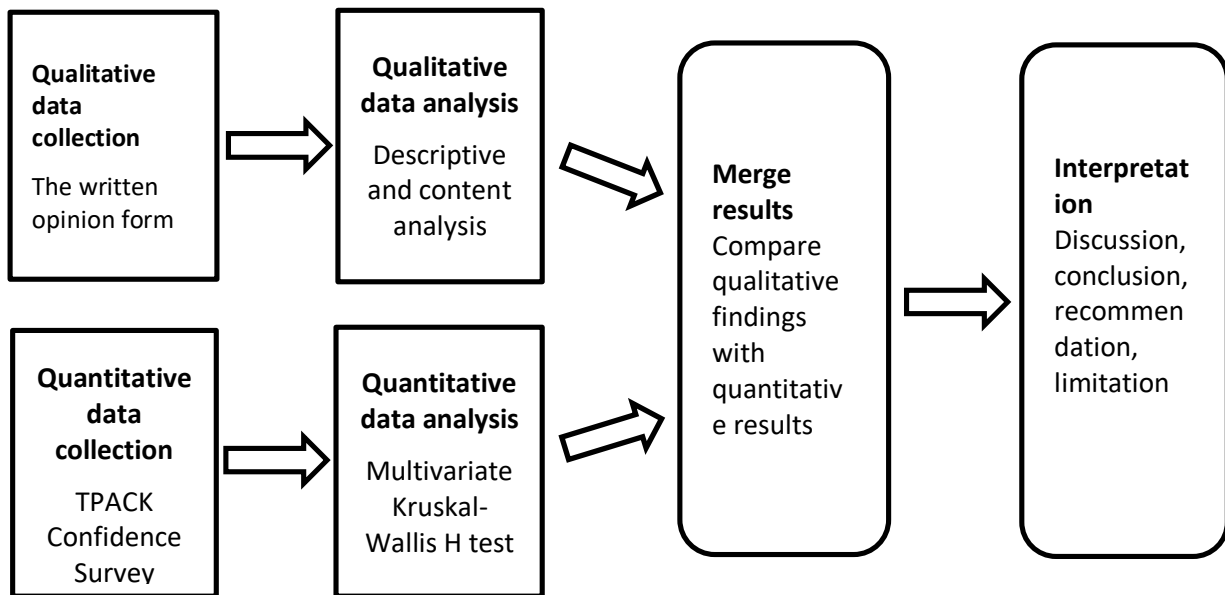 Qualitative
data
collection
The written
opinion form
Qualitative
data analysis
Descriptive
and content
analysis
Merge
results
Compare
qualitative
findings
with
quantitativ
e results
Interpretat
ion
Discussion,
conclusion,
recommen
dation,
limitation
Quantitative
data
collection
TPACK
Confidence
Survey
Quantitative
data analysis
Multivariate
Kruskal-
Wallis H test